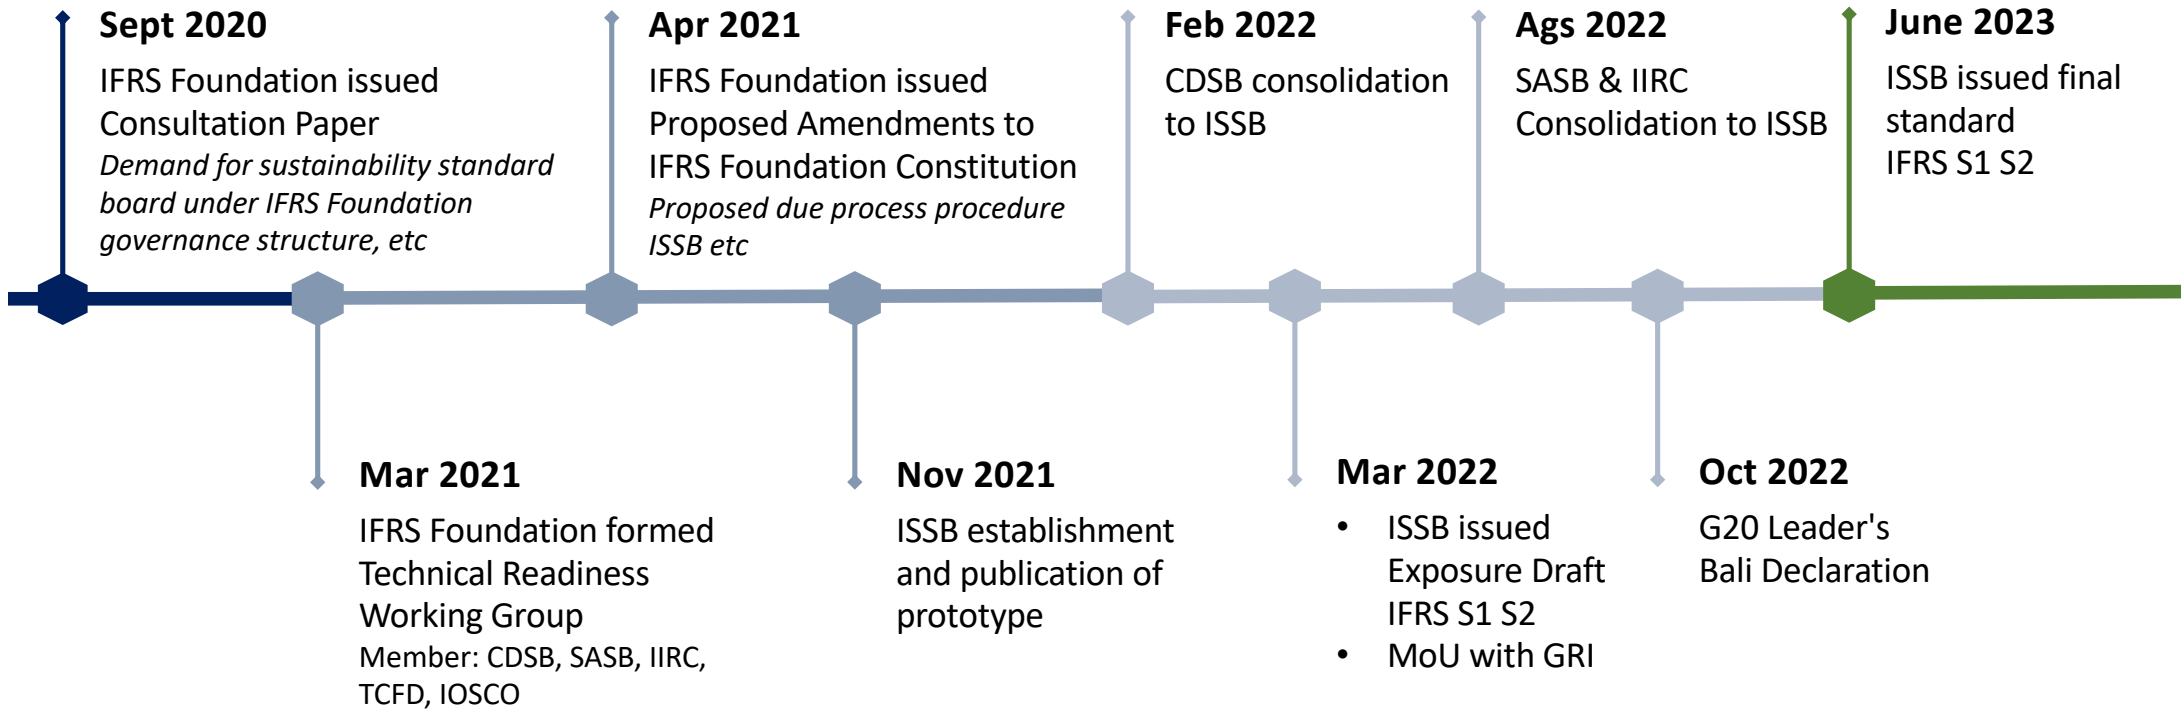 Sept 2020
IFRS Foundation issued
Consultation Paper
Demand for sustainability standard
board under IFRS Foundation
governance structure, etc
Mar 2021
IFRS Foundation formed
Technical Readiness
Working Group
Member: CDSB, SASB, IIRC,
TCFD, IOSCO
Apr 2021
IFRS Foundation issued
Proposed Amendments to
IFRS Foundation Constitution
Proposed due process procedure
ISSB etc
Nov 2021
ISSB establishment
and publication of
prototype
Feb 2022
CDSB consolidation
to ISSB
Mar 2022
• ISSB issued
Exposure Draft
IFRS S1 S2
• MoU with GRI
Ags 2022
SASB & IIRC
Consolidation to ISSB
Oct 2022
G20 Leader's
Bali Declaration
June 2023
ISSB issued final
standard
IFRS S1 S2